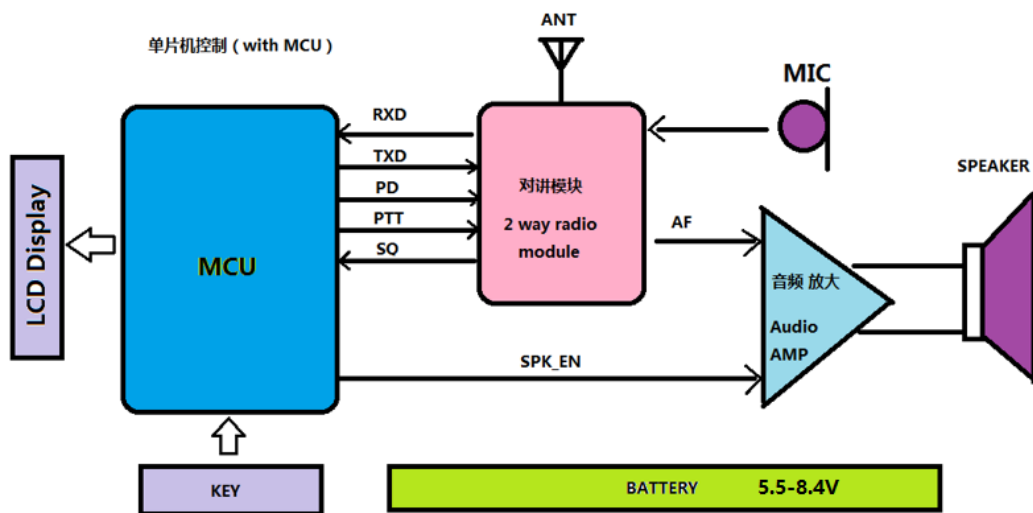 单片机控制（with MCU）
ANT
MIC
SPEAKER
RXD
TXD
PD
PTT
SQ
对讲模块
2 way radio
module
AF
LCD Display
MCU
音频 放大
Audio
AMP
SPK_EN
KEY
BATTERY 5.5-8.4V